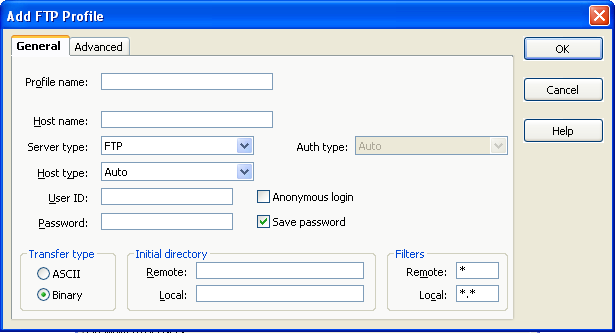 Add FTP Profile
General Advanced
OK
Cancel
Help
Profile name:
Host name:
Server type: FTP Auth type: Auto
Host type: Auto
User ID: Anonymous login
Password: Save password
Transfer type Initial directory Filters
ASCII Remote: Remote: *
Binary Local: Local: *.*